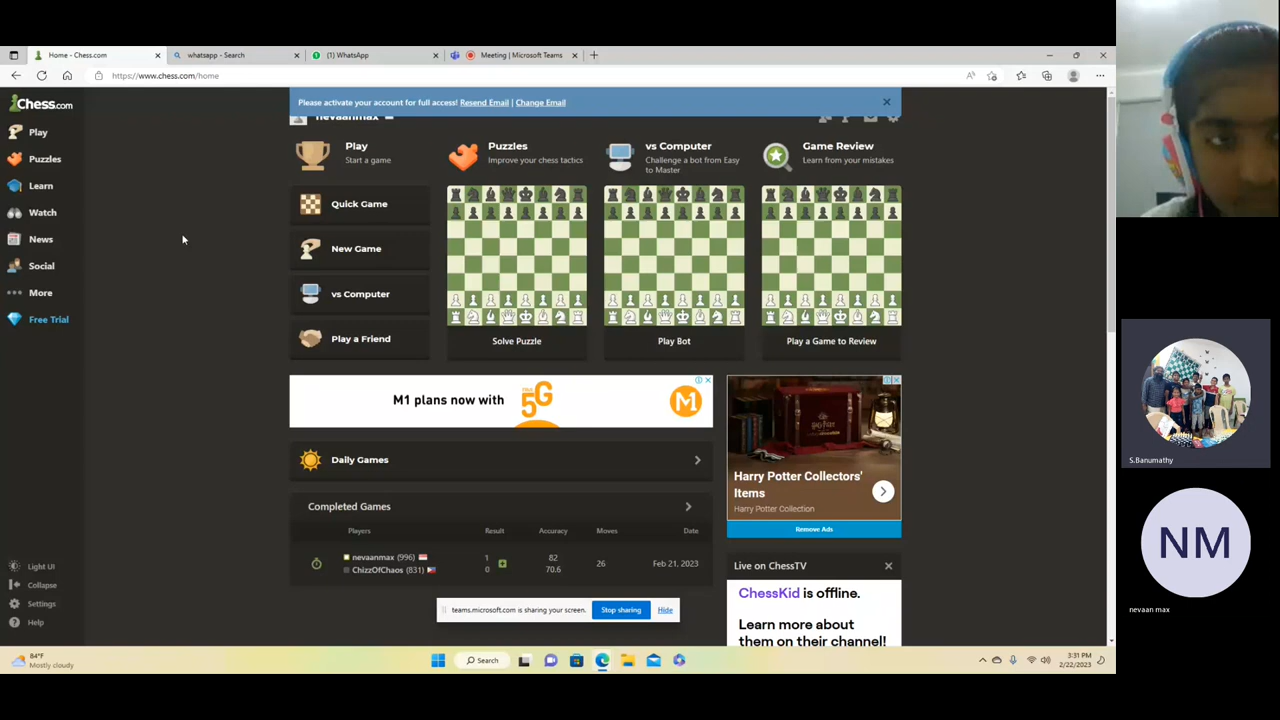 Home - Chess.com
whatsapp - Search
(1) WhatsApp
Meeting | Microsoft Teams
https://www.chess.com/home
Chess.com
Play
Puzzles
Learn
Watch
News
Social
More
Free Trial
Light UI
Collapse
Settings
Help
Please activate your account for full access! Resend Email | Change Email
nevaanmax
Play
Start a game
Puzzles
Improve your chess tactics
vs Computer
Challenge a bot from Easy
to Master
Game Review
Learn from your mistakes
Quick Game
New Game
vs Computer
Play a Friend
Solve Puzzle
Play Bot
Play a Game to Review
M1 plans now with
5G
M1
Daily Games
Completed Games
Players Result Accuracy Moves Date
nevaanmax (996) 1 82
26 Feb 21, 2023
ChizzOfChaos (831) 0 70.6
Harry Potter Collectors'
Items
Harry Potter Collection
Remove Ads
Live on ChessTV
ChessKid is offline.
Learn more about
them on their channel!
teams.microsoft.com is sharing your screen. Stop sharing Hide
84°F
Mostly cloudy
Search
3:31 PM
2/22/2023
S.Banumathy
NM
nevaan max